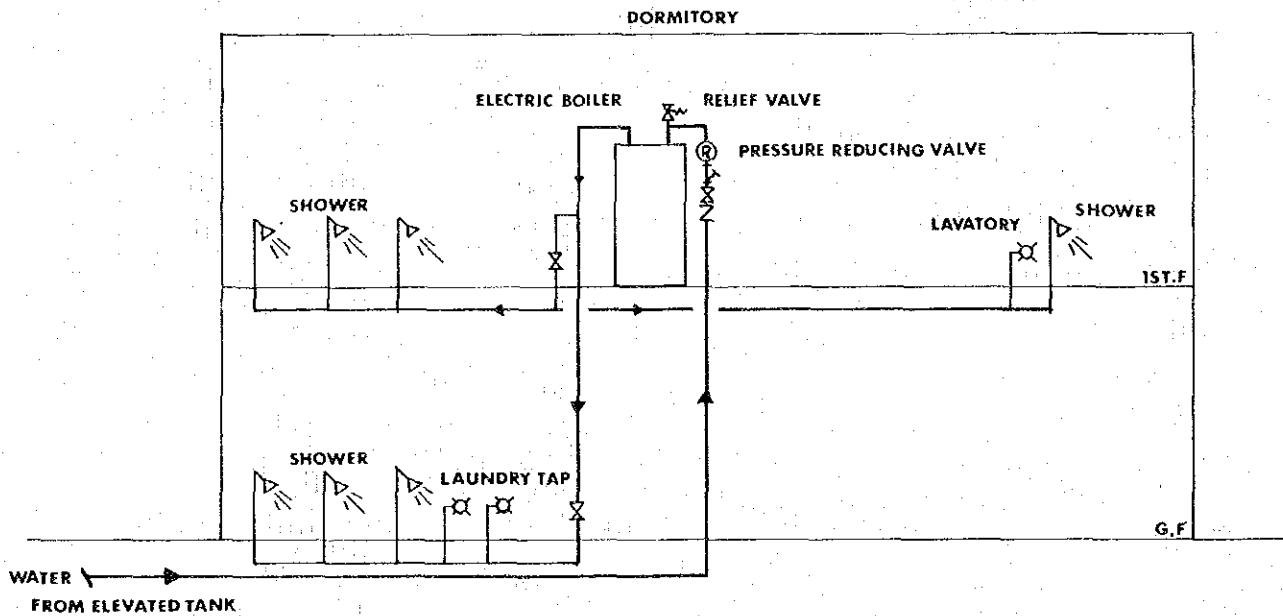 DORMITORY
ELECTRIC BOILER
RELIEF VALVE
R
PRESSURE REDUCING VALVE
SHOWER
LAVATORY
SHOWER
1ST.F
SHOWER
LAUNDRY TAP
G.F
WATER
FROM ELEVATED TANK